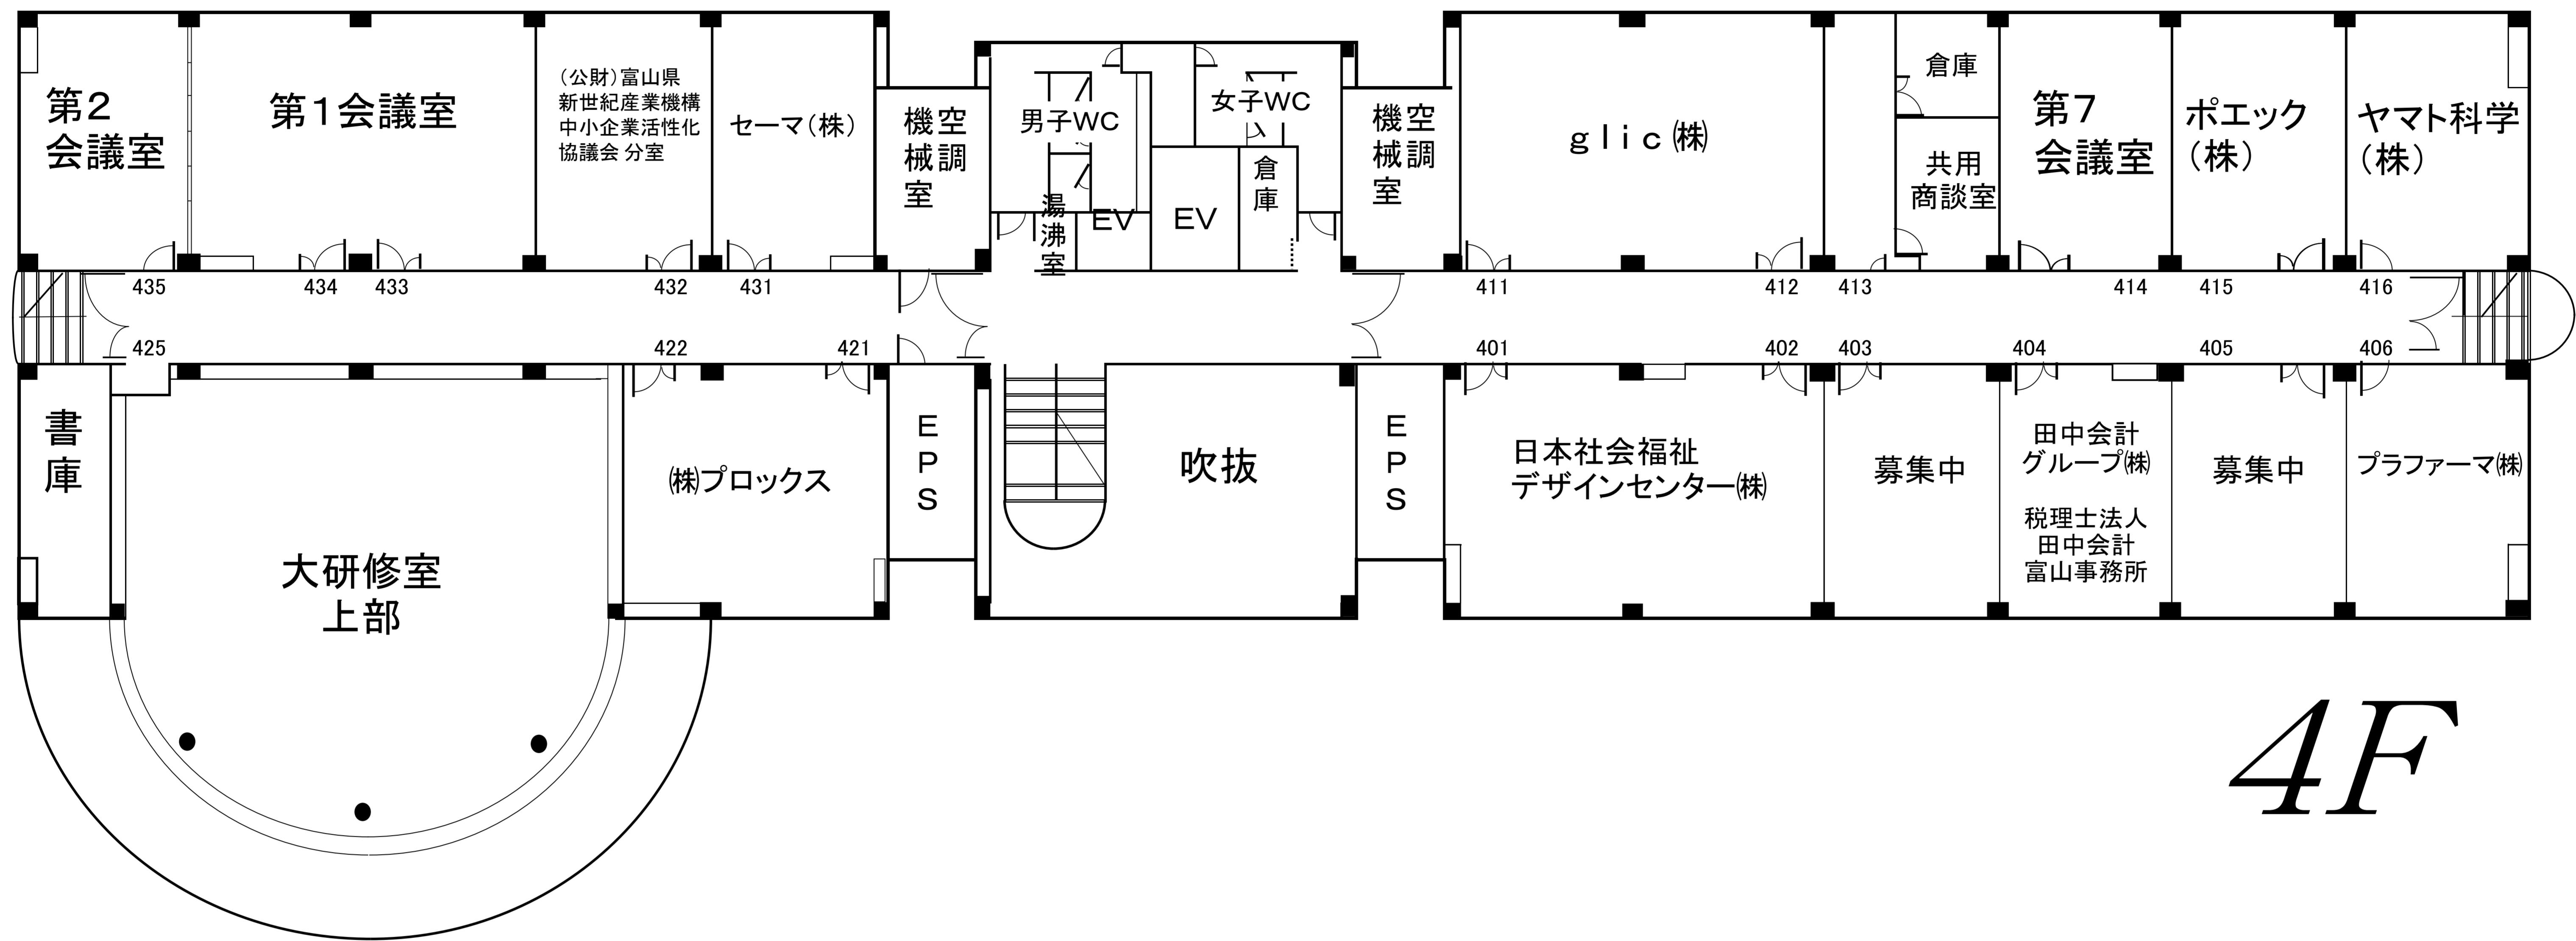 第２
会議室
第１会議室
（公財）富山県
新世紀産業機構
中小企業活性化
協議会 分室
セーマ（株）
空調
機械室
男子WC
湯沸室
EV
EV
女子WC
倉庫
空調
機械室
ｇｌｉｃ㈱
倉庫
共用
商談室
第７
会議室
ポエック
（株）
ヤマト科学
（株）
435
434
433
432
431
411
412
413
414
415
416
425
422
421
401
402
403
404
405
406
書庫
大研修室
上部
㈱プロックス
EPS
吹抜
EPS
日本社会福祉
デザインセンター㈱
募集中
田中会計
グループ㈱
税理士法人
田中会計
富山事務所
募集中
プラファーマ㈱
4F